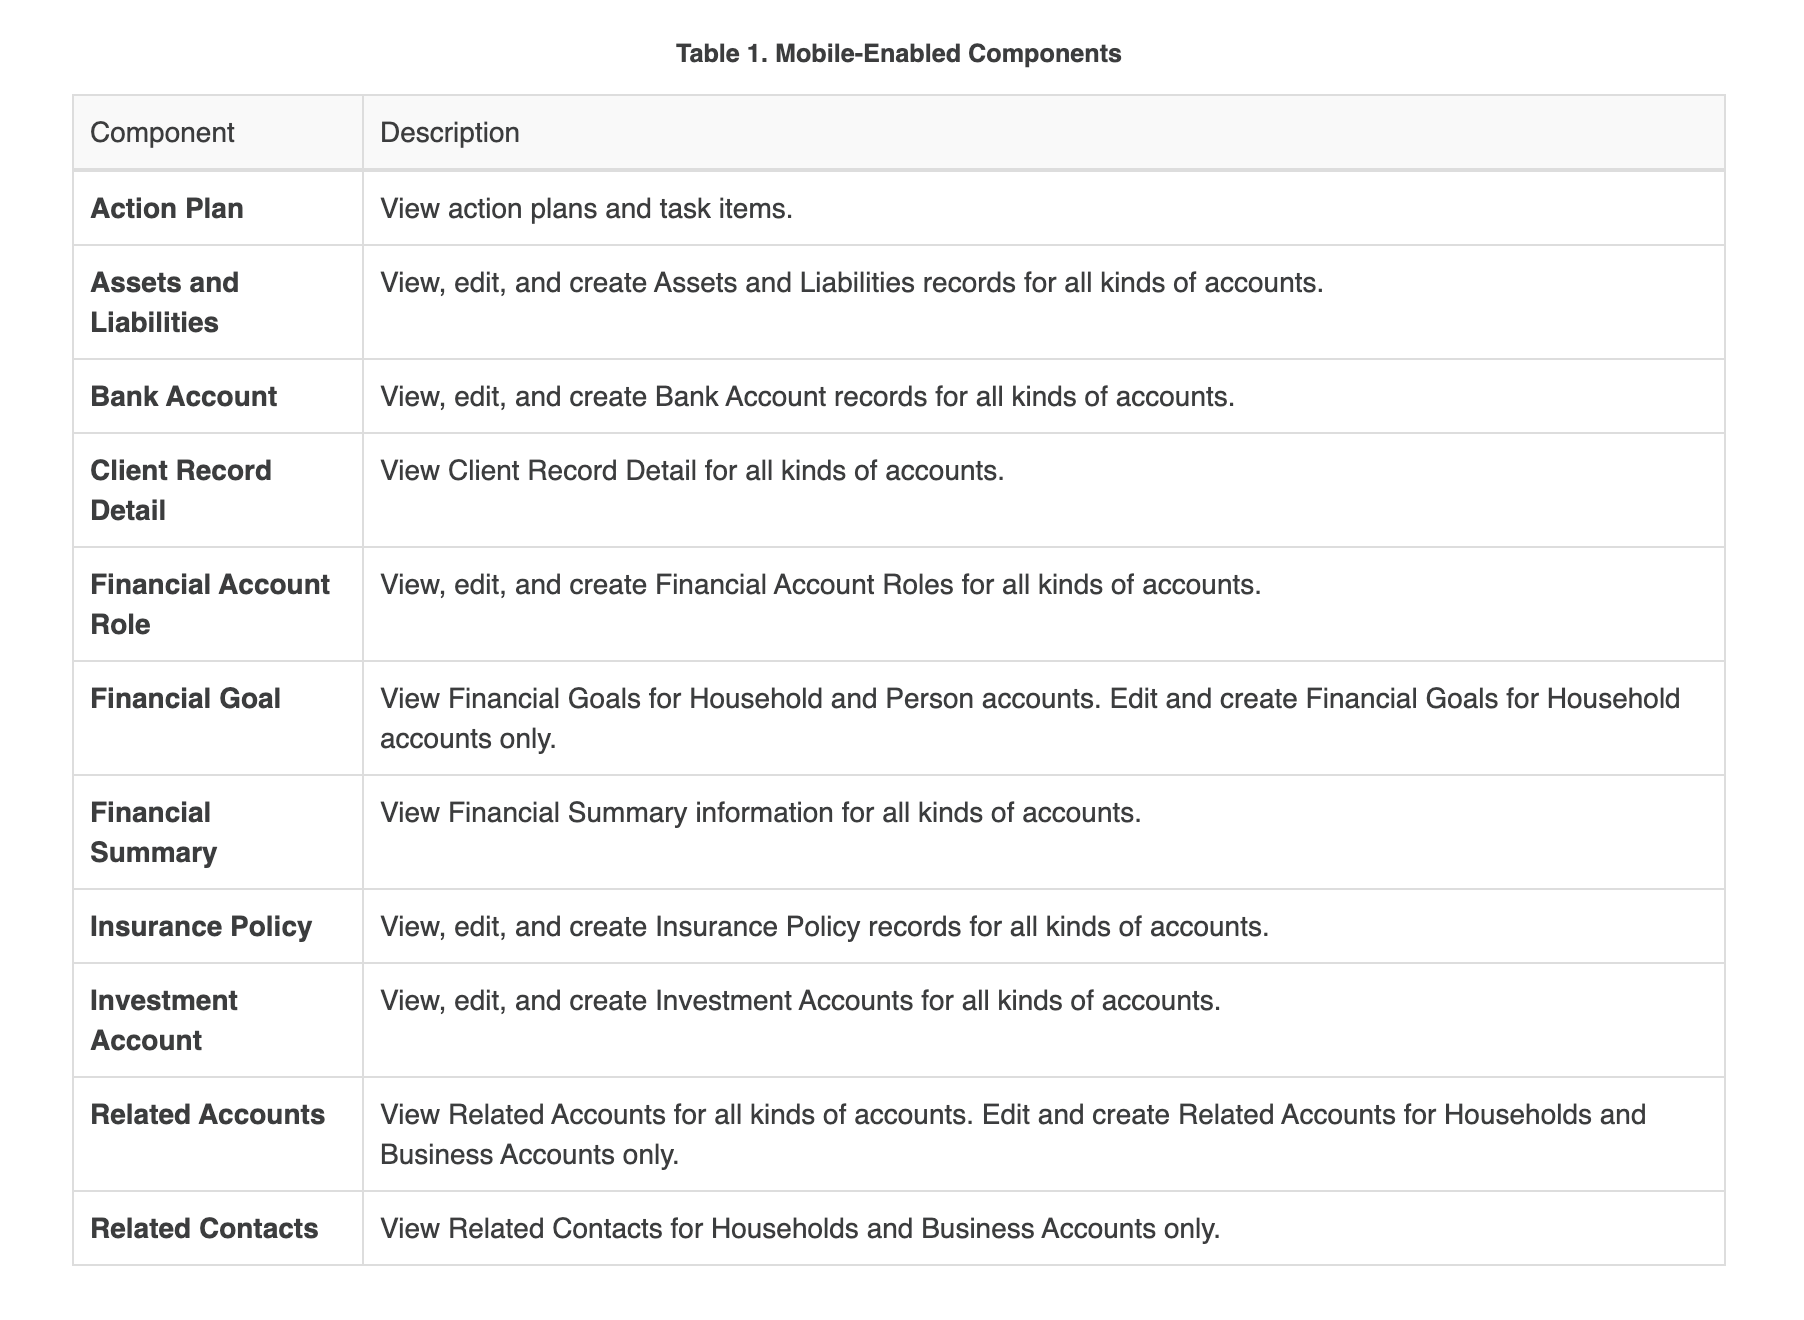 Table 1. Mobile-Enabled Components
Component
Description
Action Plan
View action plans and task items.
Assets and
Liabilities
View, edit, and create Assets and Liabilities records for all kinds of accounts.
Bank Account
View, edit, and create Bank Account records for all kinds of accounts.
Client Record
Detail
View Client Record Detail for all kinds of accounts.
Financial Account
Role
View, edit, and create Financial Account Roles for all kinds of accounts.
Financial Goal
View Financial Goals for Household and Person accounts. Edit and create Financial Goals for Household
accounts only.
Financial
Summary
View Financial Summary information for all kinds of accounts.
Insurance Policy
View, edit, and create Insurance Policy records for all kinds of accounts.
Investment
Account
View, edit, and create Investment Accounts for all kinds of accounts.
Related Accounts
View Related Accounts for all kinds of accounts. Edit and create Related Accounts for Households and
Business Accounts only.
Related Contacts
View Related Contacts for Households and Business Accounts only.